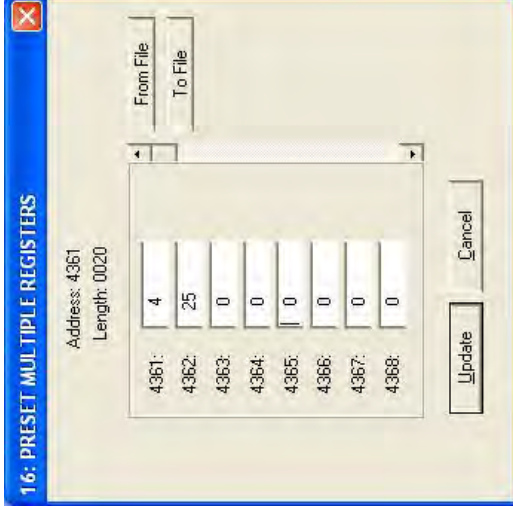 16: PRESET MULTIPLE REGISTERS
Address: 4361
Length: 0020
4361: 4
4362: 25
4363: 0
4364: 0
4365: 0
4366: 0
4367: 0
4368: 0
From File
To File
Update
Cancel